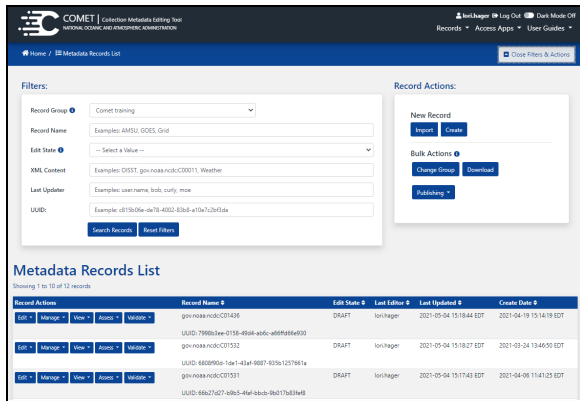 COMET | Collection Metadata Editing Tool
NATIONAL OCEANIC AND ATMOSPHERIC ADMINISTRATION
lori.hager Log Out Dark Mode Off
Records Access Apps User Guides
Home / Metadata Records List
Close Filters & Actions
Filters:
Record Group
Comet training
Record Name
Examples: AMSU, GOES, Grid
Edit State
-- Select a Value --
XML Content
Examples: OISST, gov.noaa.ncdc:C00011, Weather
Last Updater
Examples: user.name, bob, curly, moe
UUID:
Example: c815b06e-de78-4002-83b8-a10e7c2bf3da
Search Records Reset Filters
Record Actions:
New Record
Import Create
Bulk Actions
Change Group Download
Publishing
Metadata Records List
Showing 1 to 10 of 12 records
Record Actions Record Name Edit State Last Editor Last Updated Create Date
Edit Manage View Assess Validate gov.noaa.ncdc:C01436 DRAFT lori.hager 2021-05-04 15:18:44 EDT 2021-04-19 15:14:19 EDT
UUID: 7998b3ee-0156-49d4-ab6c-a66ffd66e930
Edit Manage View Assess Validate gov.noaa.ncdc:C01532 DRAFT lori.hager 2021-05-04 15:18:27 EDT 2021-03-24 13:46:50 EDT
UUID: 6808f90d-1de1-43af-9887-935b1257661a
Edit Manage View Assess Validate gov.noaa.ncdc:C01531 DRAFT lori.hager 2021-05-04 15:17:43 EDT 2021-04-06 11:41:25 EDT
UUID: 66b27d27-b9b5-4fef-bbcb-9b017b83fef8